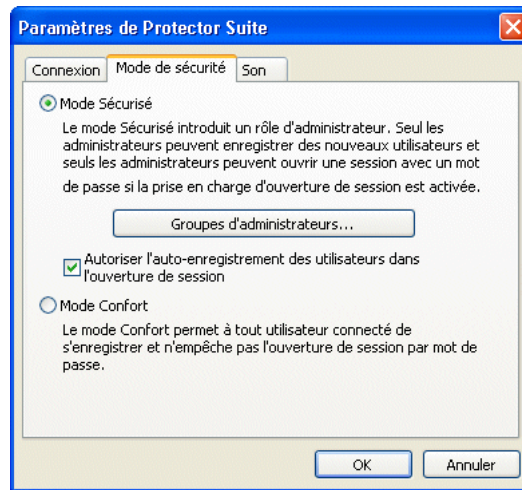 Paramètres de Protector Suite
Connexion Mode de sécurité Son
Mode Sécurisé
Le mode Sécurisé introduit un rôle d'administrateur. Seul les
administrateurs peuvent enregistrer des nouveaux utilisateurs et
seuls les administrateurs peuvent ouvrir une session avec un mot
de passe si la prise en charge d'ouverture de session est activée.
Groupes d'administrateurs...
Autoriser l'auto-enregistrement des utilisateurs dans
l'ouverture de session
Mode Confort
Le mode Confort permet à tout utilisateur connecté de
s'enregistrer et n'empêche pas l'ouverture de session par mot de
passe.
OK Annuler